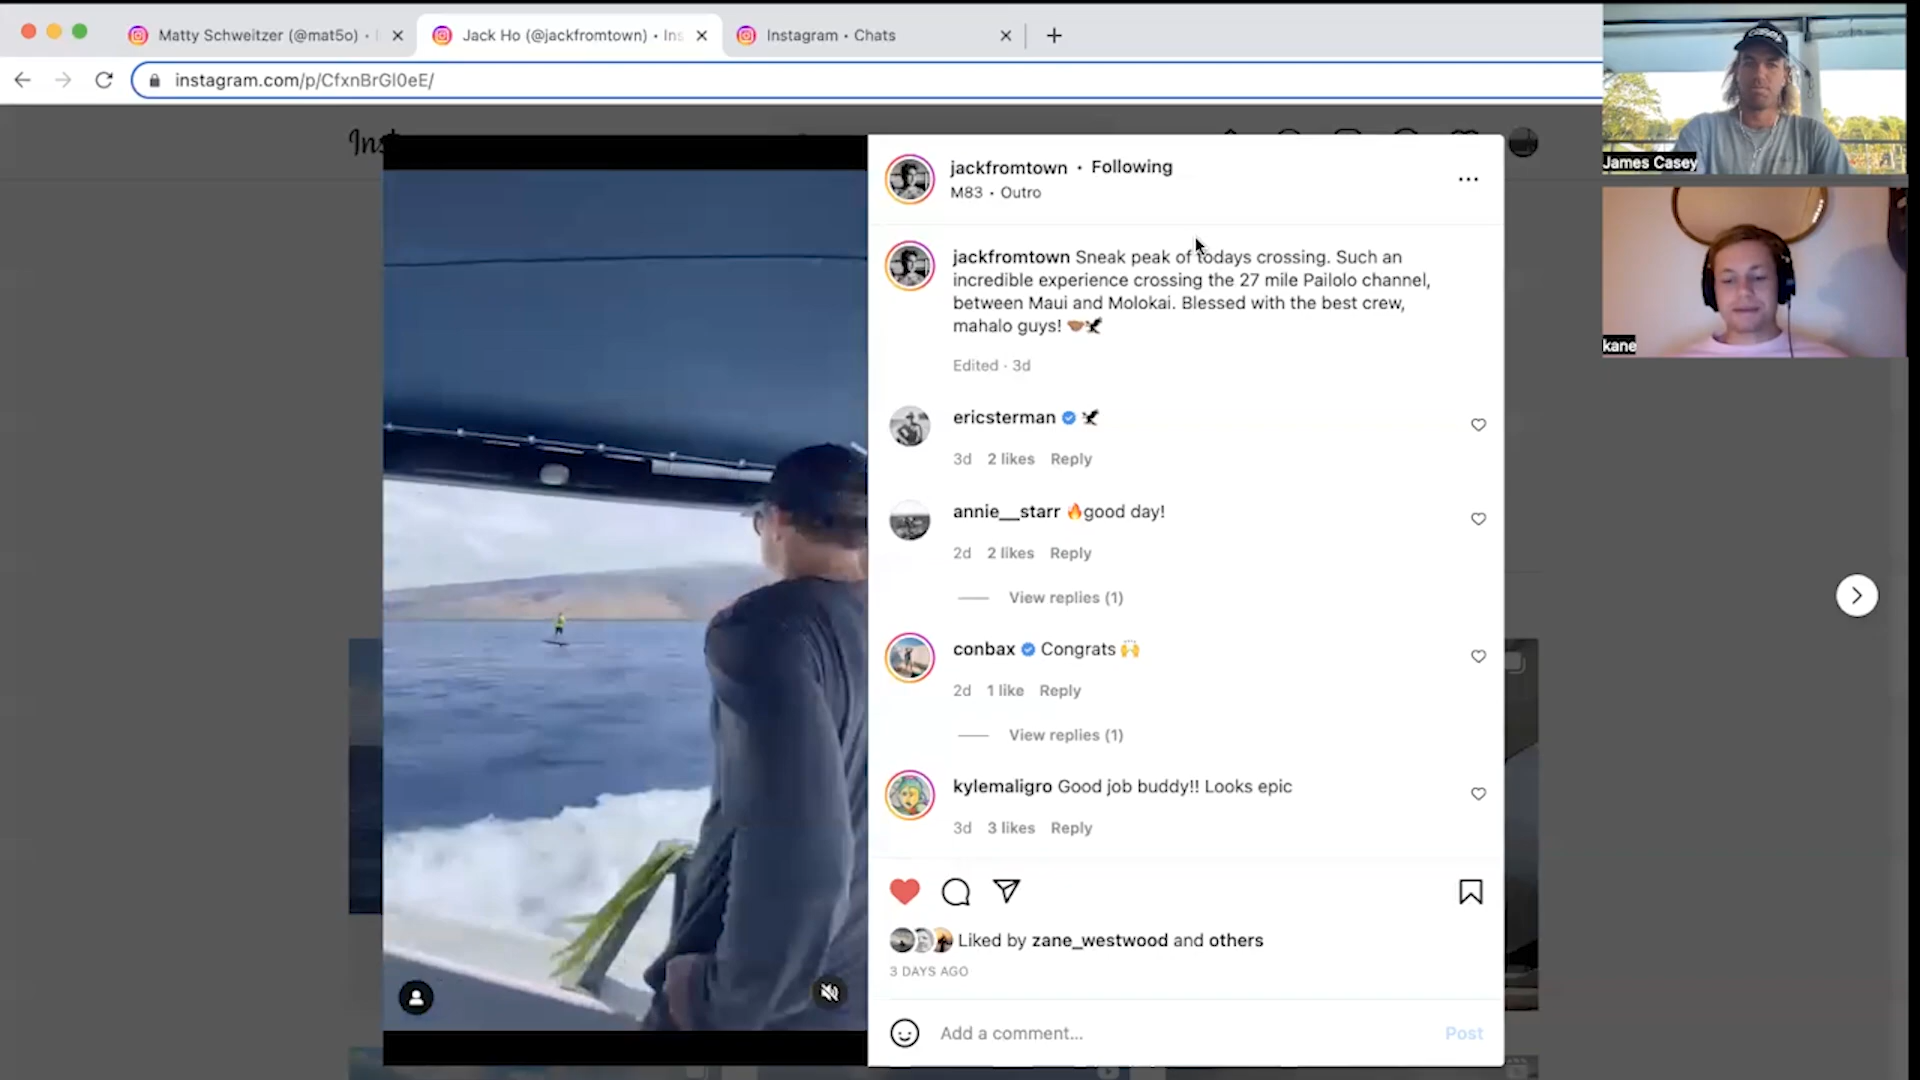 Matty Schweitzer (@mat5o) •
Jack Ho (@jackfromtown) • Ins
Instagram • Chats
instagram.com/p/CfxnBrGl0eE/
Ins
James Casey
kane
jackfromtown • Following
M83 • Outro
jackfromtown Sneak peak of todays crossing. Such an
incredible experience crossing the 27 mile Pailolo channel,
between Maui and Molokai. Blessed with the best crew,
mahalo guys! 🤝🏽🦅
Edited · 3d
ericsterman 🦅
3d 2 likes Reply
annie__starr 🔥good day!
2d 2 likes Reply
View replies (1)
conbax Congrats 🙌
2d 1 like Reply
View replies (1)
kylemaligro Good job buddy!! Looks epic
3d 3 likes Reply
Liked by zane_westwood and others
3 DAYS AGO
Add a comment...
Post